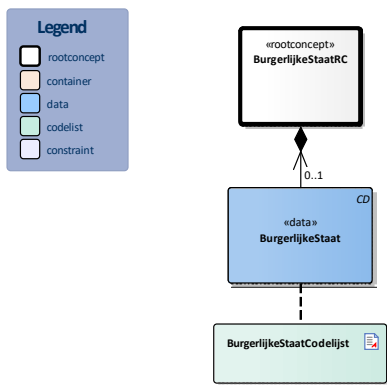 Legend
rootconcept
container
data
codelist
constraint
«rootconcept»
BurgerlijkeStaatRC
0..1
CD
«data»
BurgerlijkeStaat
BurgerlijkeStaatCodelijst